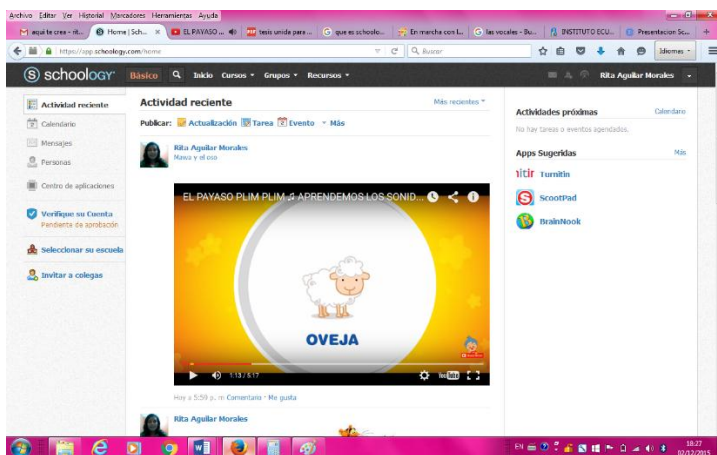 Archivo Editar Ver Historial Marcadores Herramientas Ayuda
aqui te crea - rit...
Home | Sch...
EL PAYASO ...
tesis unida para ...
que es schoolo...
En marcha con l...
las vocales - Bu...
INSTITUTO ECU...
Presentacion Sc...
https://app.schoology.com/home
Buscar
Idiomas
schoology
Básico
Inicio Cursos Grupos Recursos
Rita Aguilar Morales
Actividad reciente
Calendario
Mensajes
Personas
Centro de aplicaciones
Verifique su Cuenta
Pendiente de aprobación
Seleccionar su escuela
Invitar a colegas
Actividad reciente
Más recientes
Publicar: Actualización Tarea Evento Más
Rita Aguilar Morales
EL PAYASO PLIM PLIM ♫ APRENDEMOS LOS SONID...
OVEJA
1:13 / 5:17
YouTube
Hoy a 5:59 p. m Comentario · Me gusta
Rita Aguilar Morales
Actividades próximas
Calendario
No hay tareas o eventos agendados.
Apps Sugeridas
Más
Turnitin
ScootPad
BrainNook
EN
18:27
02/12/2015